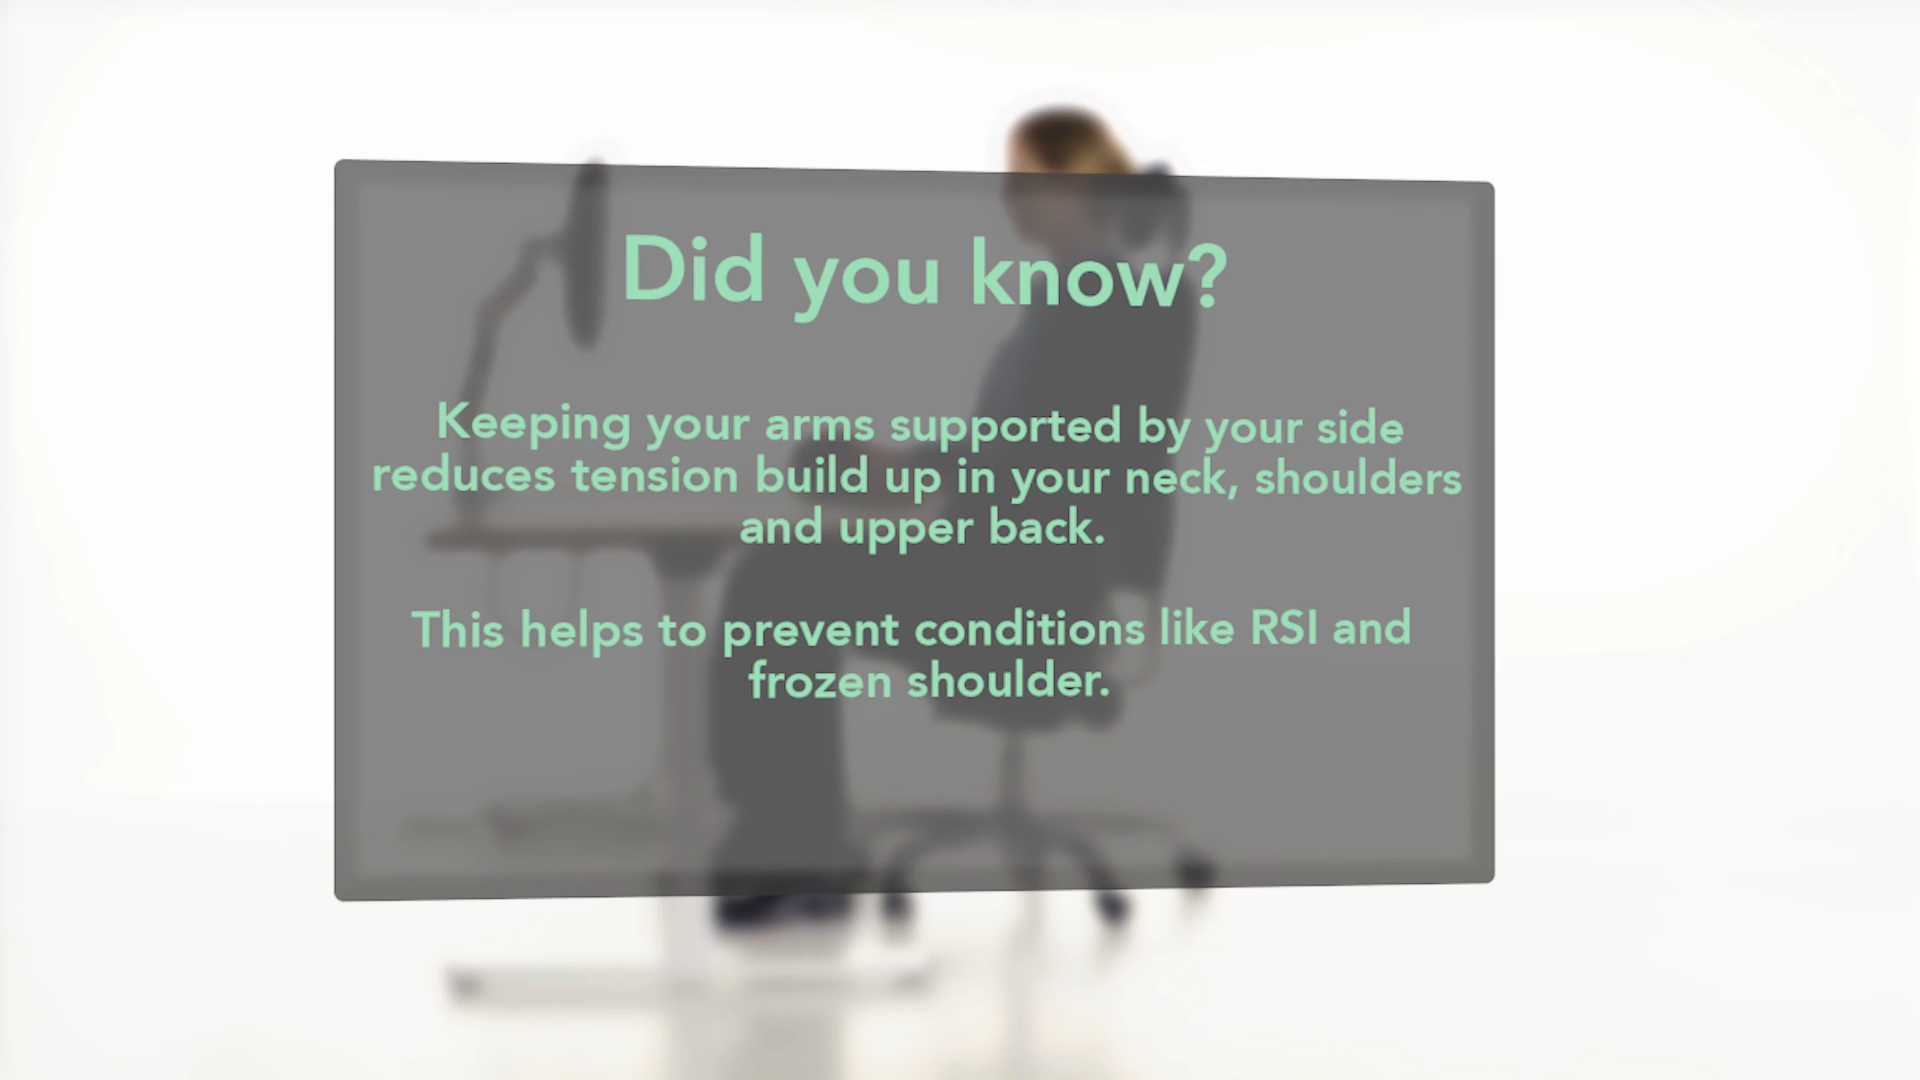 Did you know?
Keeping your arms supported by your side
reduces tension build up in your neck, shoulders
and upper back.
This helps to prevent conditions like RSI and
frozen shoulder.